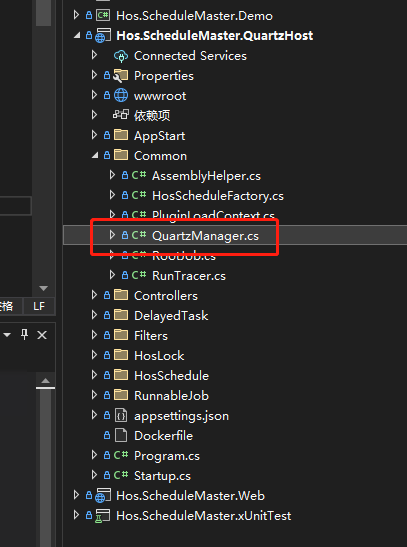 C# Hos.ScheduleMaster.Demo
Hos.ScheduleMaster.QuartzHost
Connected Services
Properties
wwwroot
依赖项
AppStart
Common
C# AssemblyHelper.cs
C# HosScheduleFactory.cs
C# PluginLoadContext.cs
C# QuartzManager.cs
C# RootJob.cs
C# RunTracer.cs
Controllers
格 LF
DelayedTask
Filters
HosLock
HosSchedule
RunnableJob
appsettings.json
Dockerfile
C# Program.cs
C# Startup.cs
Hos.ScheduleMaster.Web
Hos.ScheduleMaster.xUnitTest